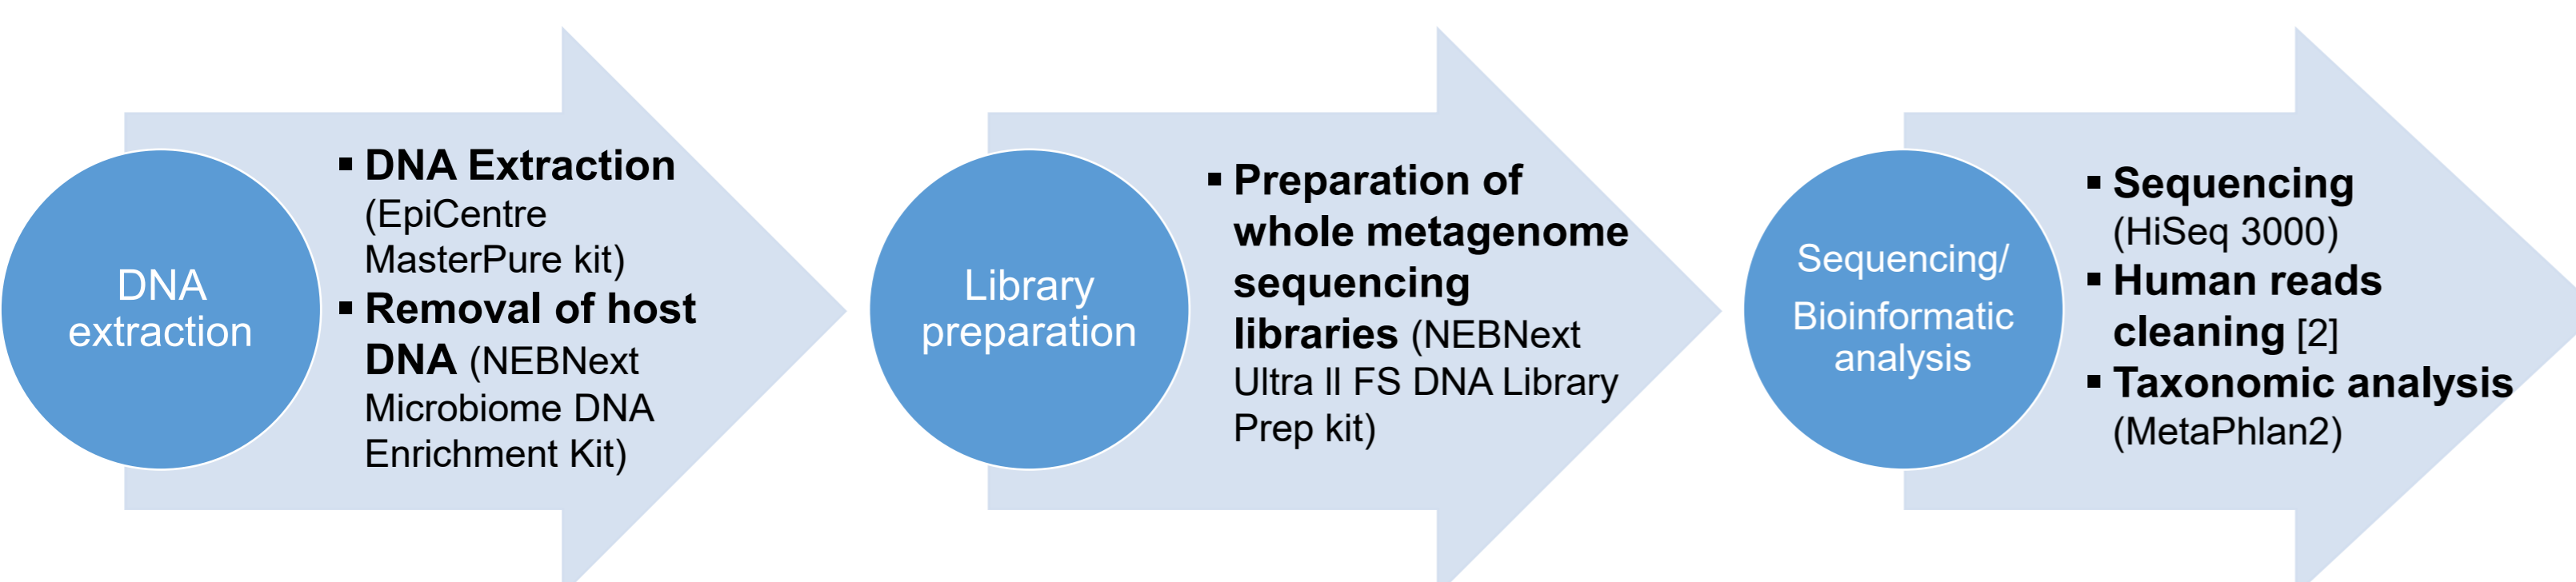 DNA
extraction
▪ DNA Extraction
(EpiCentre
MasterPure kit)
▪ Removal of host
DNA (NEBNext
Microbiome DNA
Enrichment Kit)
Library
preparation
▪ Preparation of
whole metagenome
sequencing
libraries (NEBNext
Ultra ll FS DNA Library
Prep kit)
Sequencing/
Bioinformatic
analysis
▪ Sequencing
(HiSeq 3000)
▪ Human reads
cleaning [2]
▪ Taxonomic analysis
(MetaPhlan2)